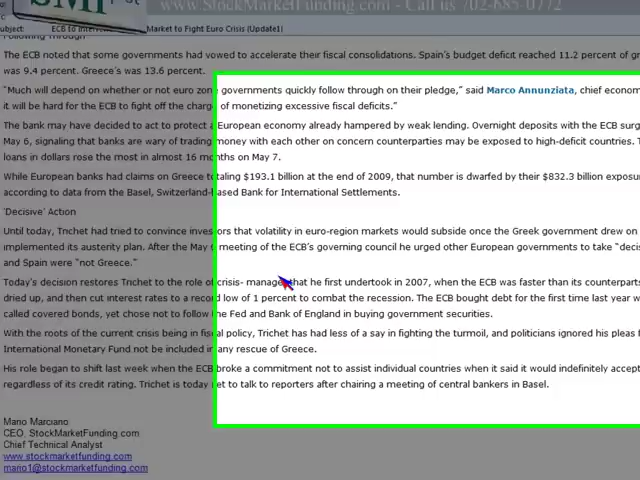 SMF
www.StockMarketFunding.com - Call us 702-685-0772
Subject: ECB to Market to Fight Euro Crisis (Update1)
Following Through
The ECB noted that some governments had vowed to accelerate their fiscal consolidations. Spain's budget deficit reached 11.2 percent of
was 9.4 percent. Greece's was 13.6 percent.
"Much will depend on whether or not euro governments quickly follow through on their pledge," said Marco Annunziata, chief
it will be hard for the ECB to fight off the of monetizing excessive fiscal deficits."
The bank may have decided to act to protect a European economy already hampered by weak lending. Overnight deposits with the ECB
May 6, signaling that banks are wary of trading money with each other on concern counterparties may be exposed to high-deficit countries.
loans in dollars rose the most in almost 16 months on May 7.
While European banks had claims on Greece totaling $193.1 billion at the end of 2009, that number is dwarfed by their $832.3 billion
according to data from the Basel, Switzerland-based Bank for International Settlements.
'Decisive' Action
Until today, Trichet had tried to convince investors that volatility in euro-region markets would subside once the Greek government drew on
implemented its austerity plan. After the May meeting of the ECB's governing council he urged other European governments to take
and Spain were "not Greece."
Today's decision restores Trichet to the role of crisis- manager that he first undertook in 2007, when the ECB was faster than its
dried up, and then cut interest rates to a record low of 1 percent to combat the recession. The ECB bought debt for the first time last year
called covered bonds, yet chose not to follow the Fed and Bank of England in buying government securities.
With the roots of the current crisis being in fiscal policy, Trichet has had less of a say in fighting the turmoil, and politicians ignored his pleas
International Monetary Fund not be included in any rescue of Greece.
His role began to shift last week when the ECB broke a commitment not to assist individual countries when it said it would indefinitely accept
regardless of its credit rating. Trichet is today set to talk to reporters after chairing a meeting of central bankers in Basel.
Mano Marciano
CEO, StockMarketFunding.com
Chief Technical Analyst
www.stockmarketfunding.com
mario1@stockmarketfunding.com